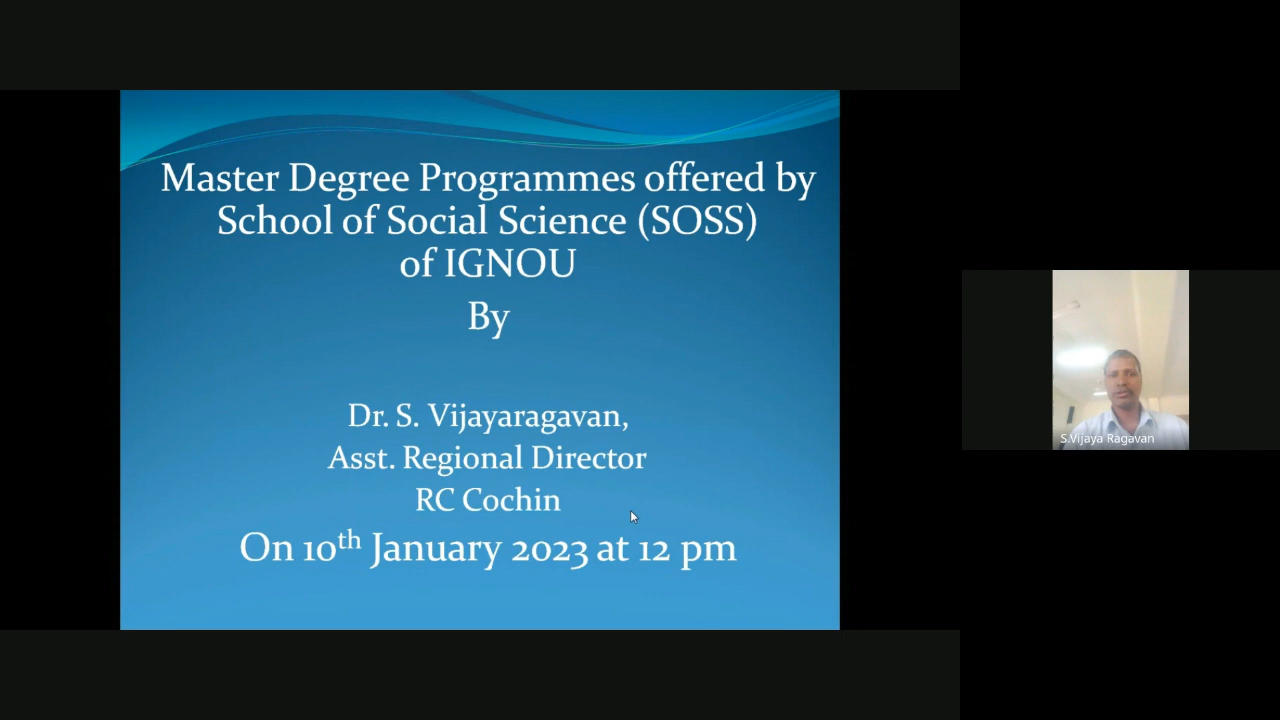 Master Degree Programmes offered by
School of Social Science (SOSS)
of IGNOU
By
Dr. S. Vijayaragavan,
Asst. Regional Director
RC Cochin
On 10th January 2023 at 12 pm
S.Vijaya Ragavan